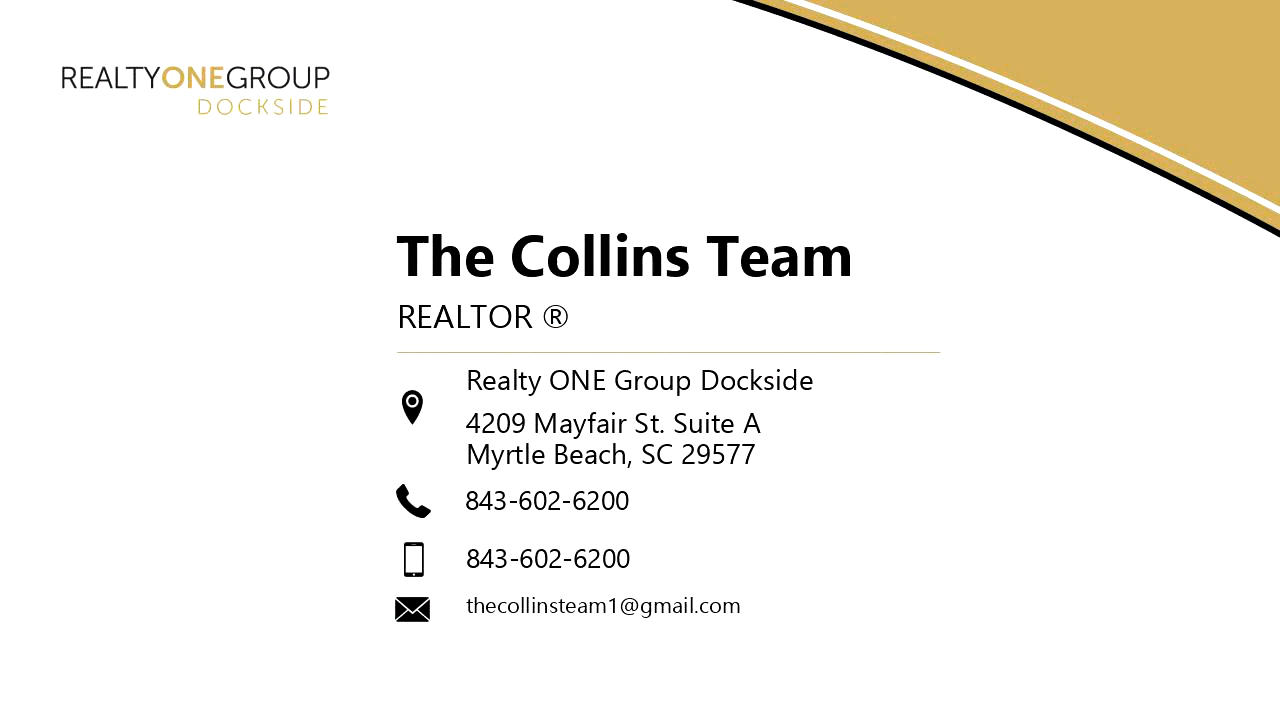 REALTYONEGROUP
DOCKSIDE
The Collins Team
REALTOR ®
Realty ONE Group Dockside
4209 Mayfair St. Suite A
Myrtle Beach, SC 29577
843-602-6200
843-602-6200
thecollinsteam1@gmail.com